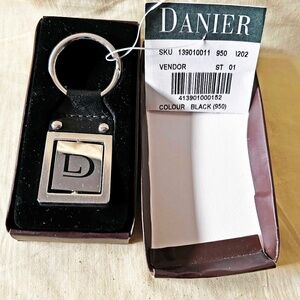 DANIER
SKU 139010011 950 1202
VENDOR ST 01
413901000152
COLOUR BLACK (950)
D